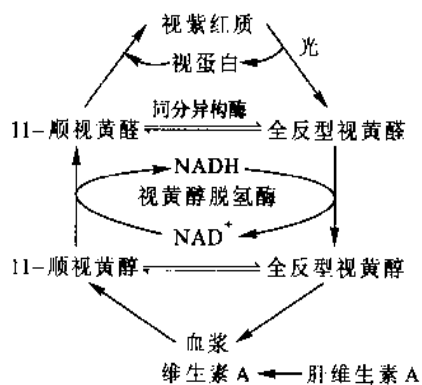 视紫红质
光
视蛋白
同分异构酶
11-顺视黄醛
全反型视黄醛
NADH
视黄醇脱氢酶
NAD+
11-顺视黄醇
全反型视黄醇
血浆
维生素A
肝维生素A